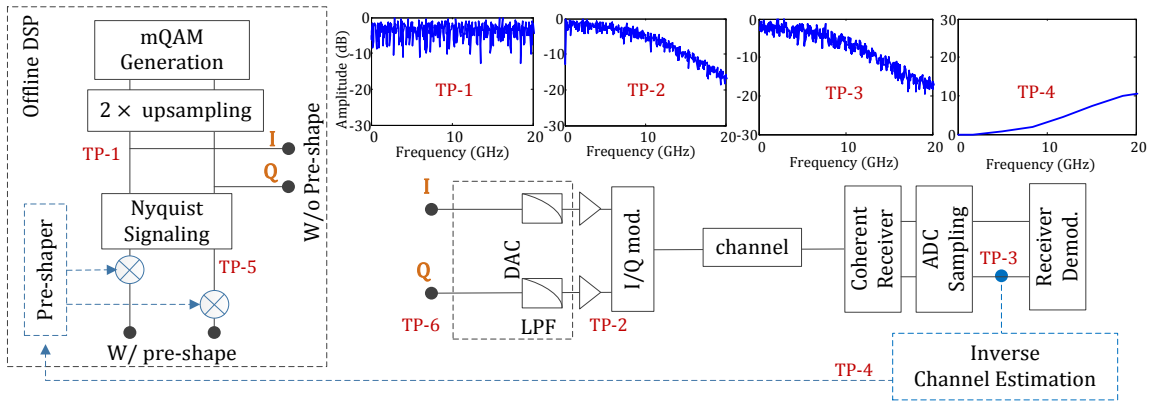 Offline DSP
mQAM
Generation
2 × upsampling
TP-1
I
Q
W/o Pre-shape
Nyquist
Signaling
Pre-shaper
TP-5
W/ pre-shape
Amplitude (dB)
0
-10
-20
-30
TP-1
0 10 20
Frequency (GHz)
0
-10
-20
-30
TP-2
0 10 20
Frequency (GHz)
0
-10
-20
-30
TP-3
0 10 20
Frequency (GHz)
30
20
10
0
TP-4
0 10 20
Frequency (GHz)
I
Q
TP-6
DAC
LPF
TP-2
I/Q mod.
channel
Coherent
Receiver
ADC
Sampling
TP-3
Receiver
Demod.
TP-4
Inverse
Channel Estimation